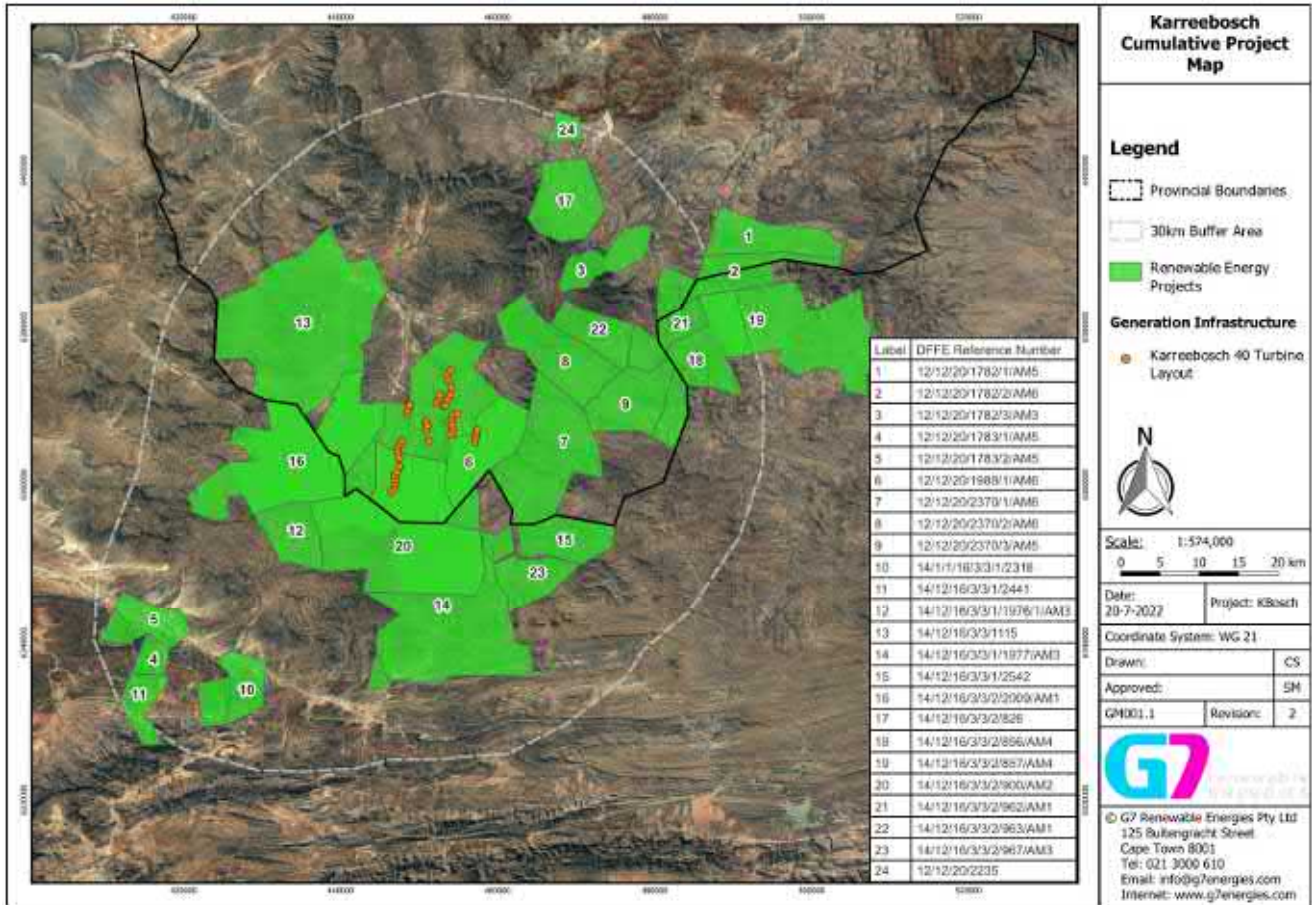 Karreebosch
Cumulative Project
Map
Legend
Provincial Boundaries
30km Buffer Area
Renewable Energy
Projects
Generation Infrastructure
Karreebosch 40 Turbine
Layout
N
Scale: 1:574,000
0 5 10 15 20 km
Date:
20-7-2022
Project: KBosch
Coordinate System: WG 21
Drawn: CS
Approved: SM
GM001.1 Revision: 2
G7
© G7 Renewable Energies Pty Ltd
125 Buitengracht Street
Cape Town 8001
Tel: 021 3000 610
Email: info@g7energies.com
Internet: www.g7energies.com
24
17
1
3
2
13
22
21
19
8
18
9
7
16
6
12
20
15
23
14
5
4
11
10
Label DFFE Reference Number
1 12/12/20/1782/1/AM5
2 12/12/20/1782/2/AM6
3 12/12/20/1782/3/AM3
4 12/12/20/1783/1/AM5
5 12/12/20/1783/2/AM5
6 12/12/20/1988/1/AM6
7 12/12/20/2370/1/AM6
8 12/12/20/2370/2/AM6
9 12/12/20/2370/3/AM5
10 14/1/1/16/3/3/1/2318
11 14/12/16/3/3/1/2441
12 14/12/16/3/3/1/1976/1/AM3
13 14/12/16/3/3/1115
14 14/12/16/3/3/1/1977/AM3
15 14/12/16/3/3/1/2542
16 14/12/16/3/3/2/2009/AM1
17 14/12/16/3/3/2/826
18 14/12/16/3/3/2/856/AM4
19 14/12/16/3/3/2/857/AM4
20 14/12/16/3/3/2/900/AM2
21 14/12/16/3/3/2/962/AM1
22 14/12/16/3/3/2/963/AM1
23 14/12/16/3/3/2/967/AM3
24 12/12/20/2235